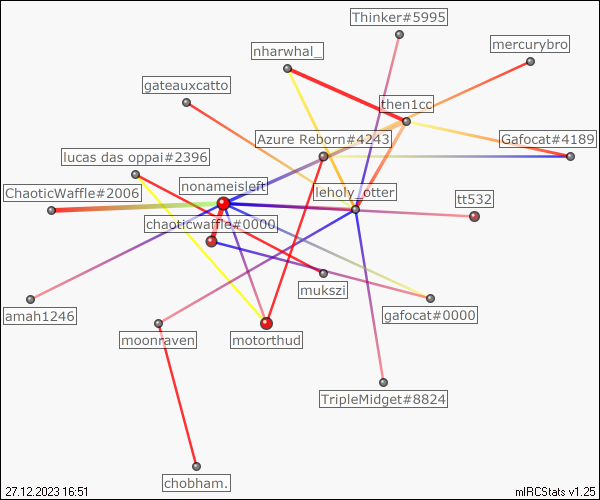 Thinker#5995
mercurybro
nharwhal_
gateauxcatto
then1cc
Azure Reborn#4243
Gafocat#4189
lucas das oppai#2396
nonameisleft
leholy_otter
ChaoticWaffle#2006
tt532
chaoticwaffle#0000
mukszi
amah1246
gafocat#0000
moonraven
motorthud
TripleMidget#8824
chobham.
27.12.2023 16:51
mIRCStats v1.25